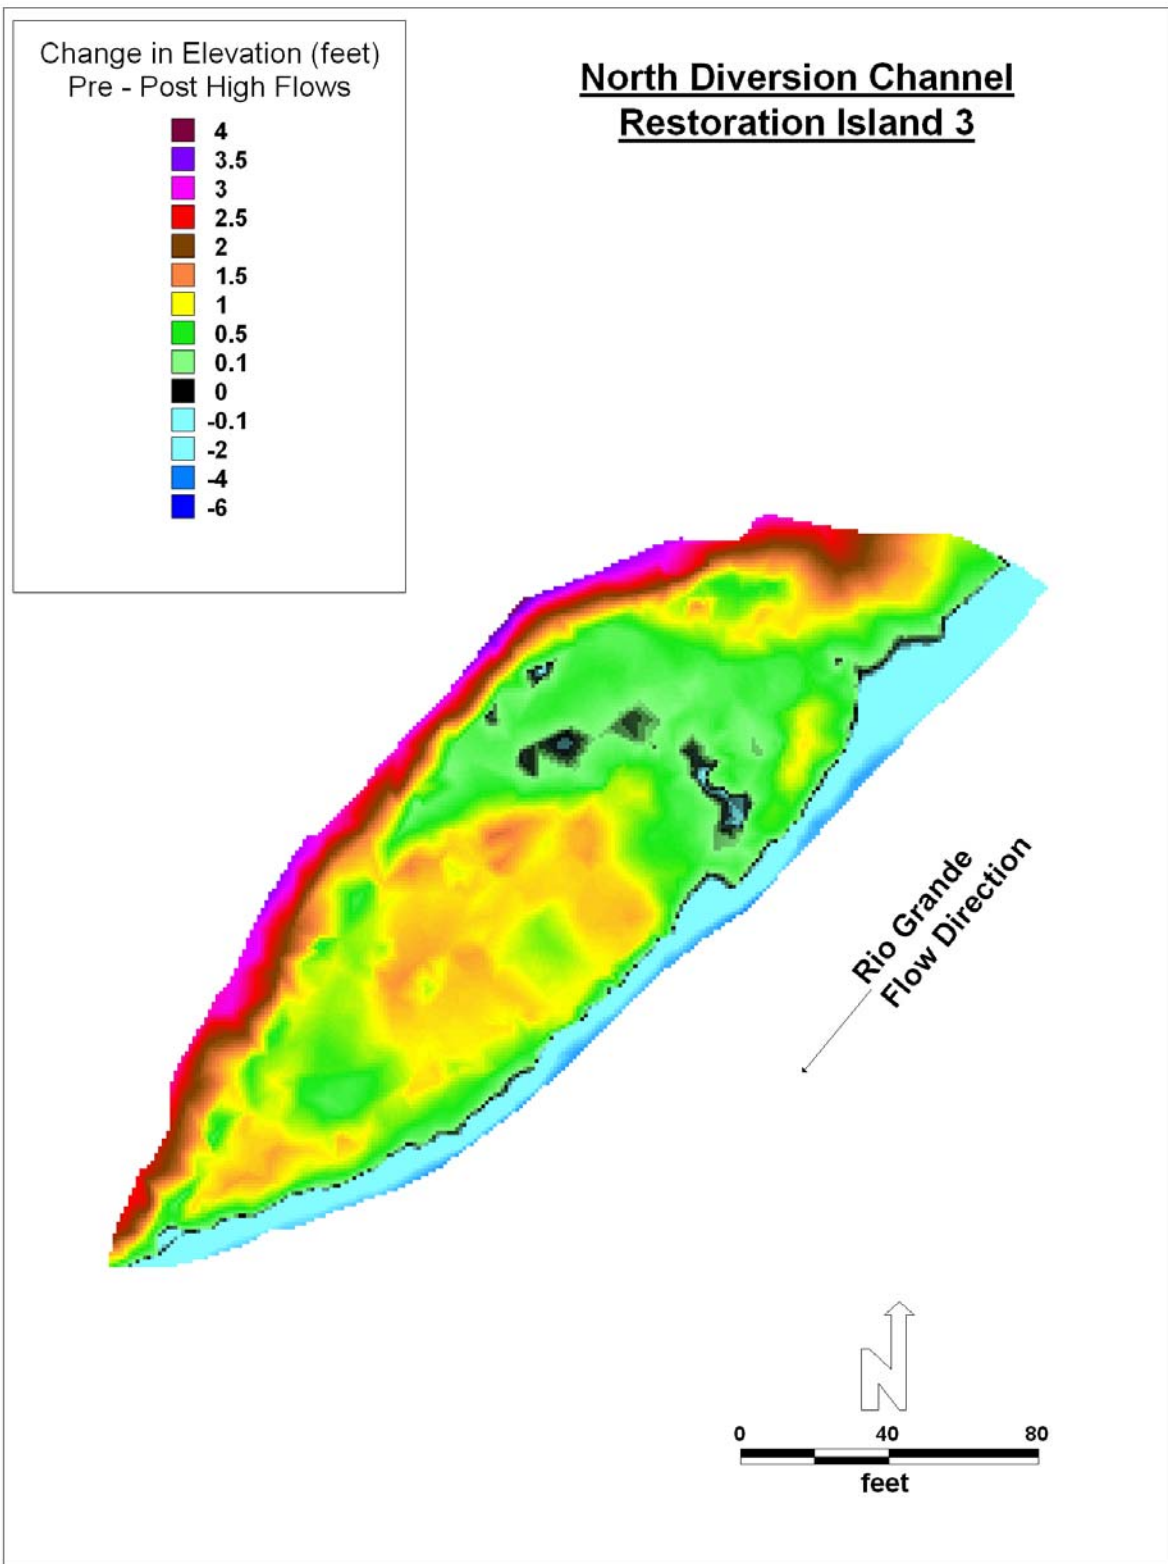 Change in Elevation (feet)
Pre - Post High Flows
4
3.5
3
2.5
2
1.5
1
0.5
0.1
0
-0.1
-2
-4
-6
North Diversion Channel
Restoration Island 3
Rio Grande
Flow Direction
N
0 40 80
feet